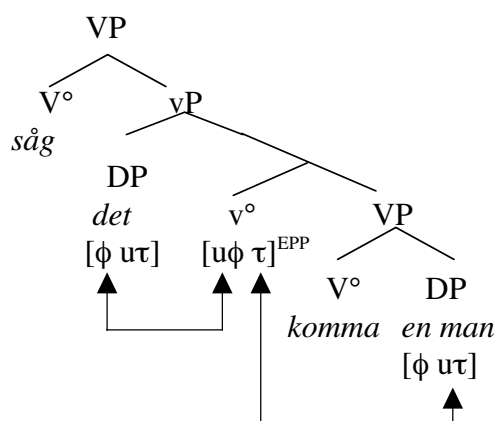 VP
V° vP
såg
DP
det v° VP
[ϕ uτ] [uϕ τ]EPP
V° DP
komma en man
[ϕ uτ]